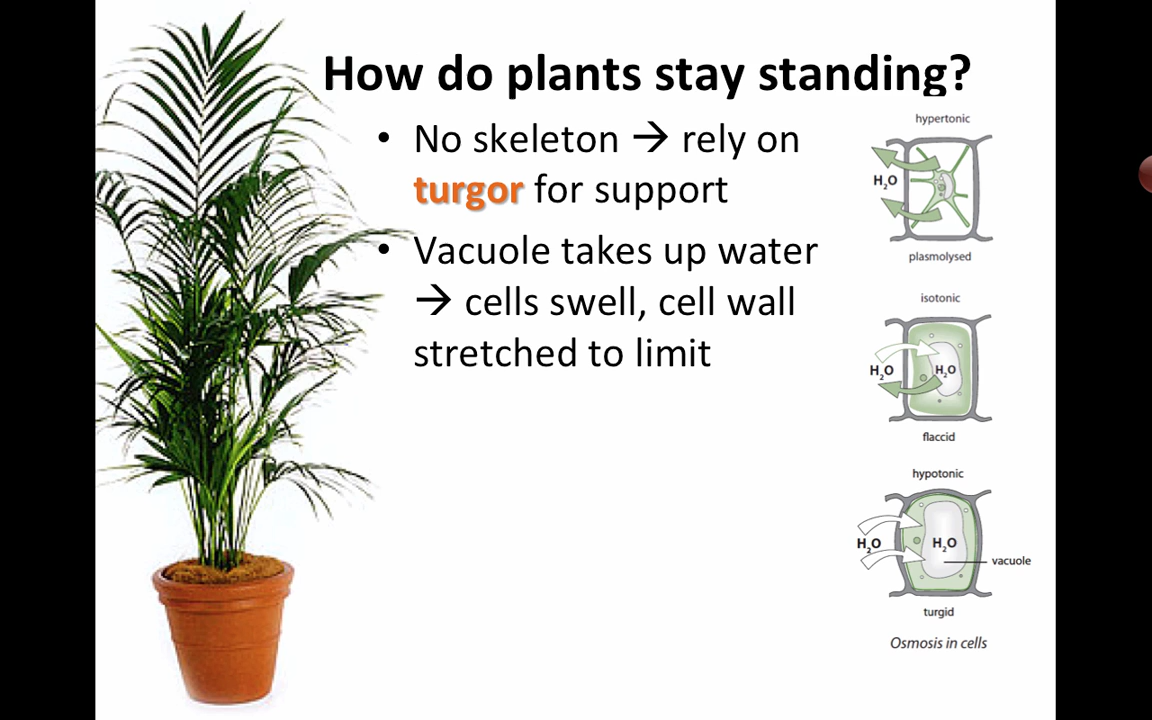 How do plants stay standing?
• No skeleton → rely on
turgor for support
• Vacuole takes up water
→ cells swell, cell wall
stretched to limit
hypertonic
H₂O
plasmolysed
isotonic
H₂O
H₂O
flaccid
hypotonic
H₂O
H₂O
vacuole
turgid
Osmosis in cells